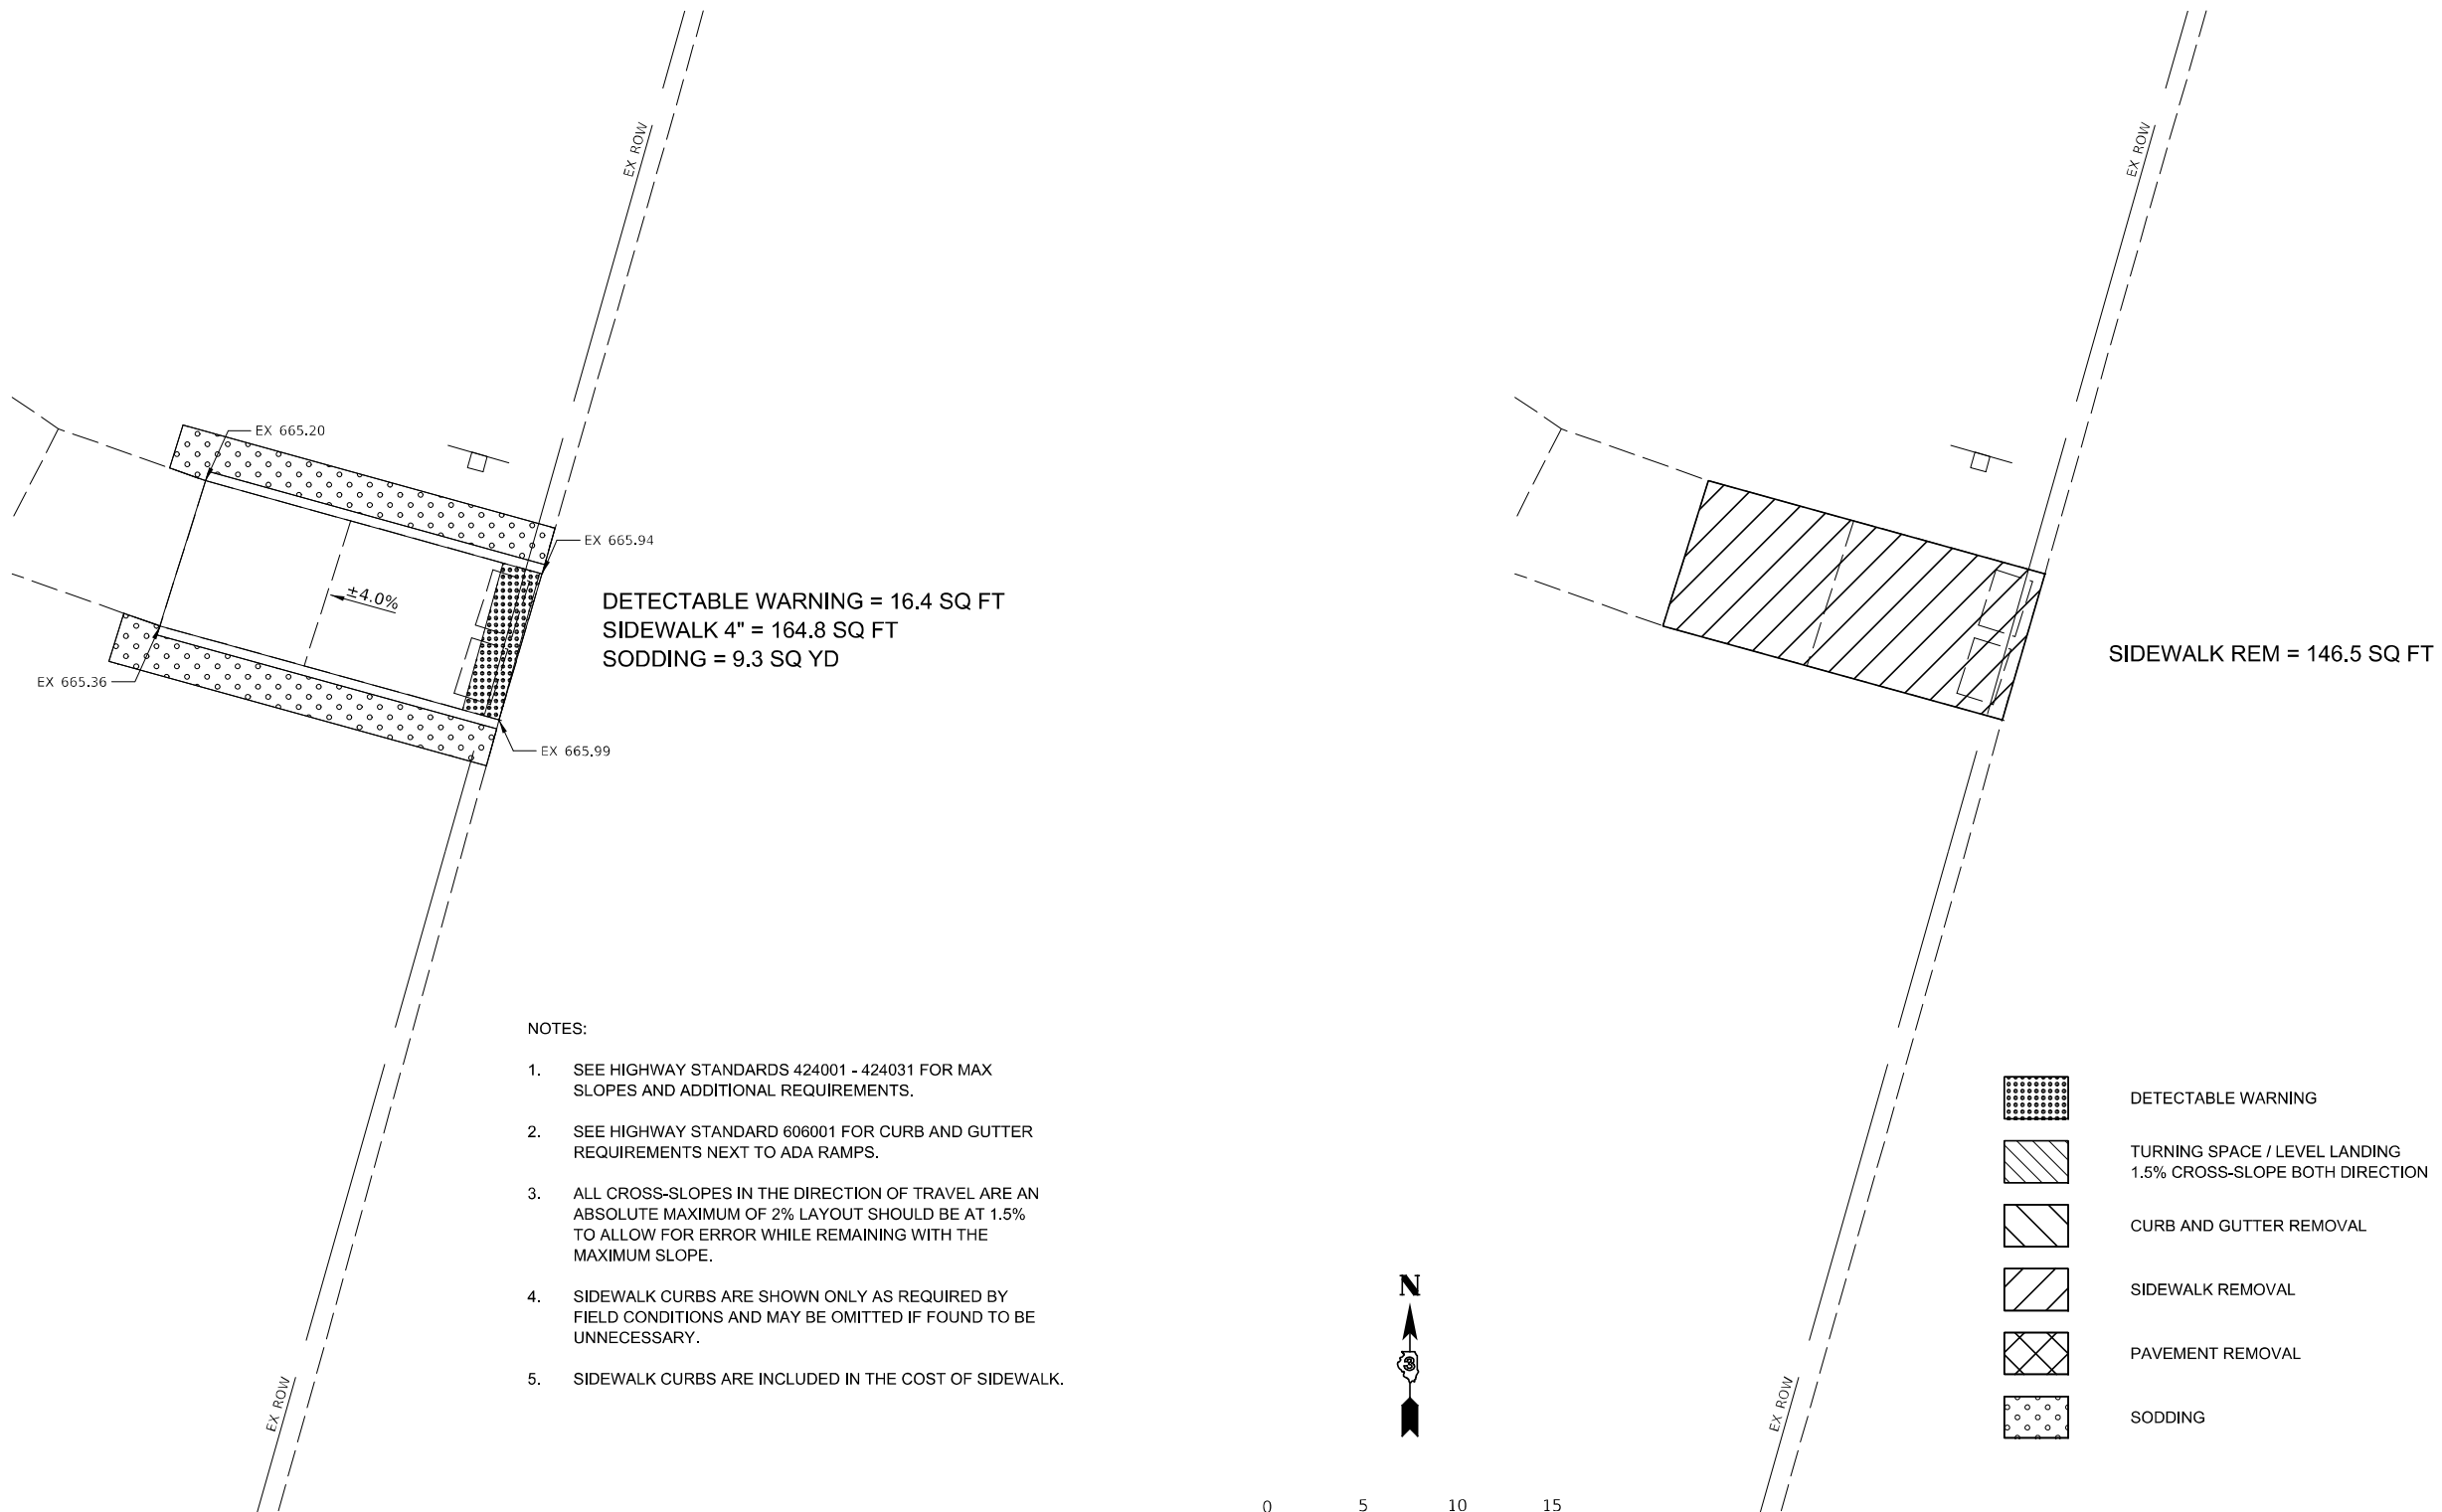 EX ROW
EX ROW
EX 665.20
EX 665.94
±4.0%
DETECTABLE WARNING = 16.4 SQ FT
SIDEWALK 4" = 164.8 SQ FT
SODDING = 9.3 SQ YD
SIDEWALK REM = 146.5 SQ FT
EX 665.36
EX 665.99
NOTES:
1. SEE HIGHWAY STANDARDS 424001 - 424031 FOR MAX
SLOPES AND ADDITIONAL REQUIREMENTS.
2. SEE HIGHWAY STANDARD 606001 FOR CURB AND GUTTER
REQUIREMENTS NEXT TO ADA RAMPS.
3. ALL CROSS-SLOPES IN THE DIRECTION OF TRAVEL ARE AN
ABSOLUTE MAXIMUM OF 2% LAYOUT SHOULD BE AT 1.5%
TO ALLOW FOR ERROR WHILE REMAINING WITH THE
MAXIMUM SLOPE.
4. SIDEWALK CURBS ARE SHOWN ONLY AS REQUIRED BY
FIELD CONDITIONS AND MAY BE OMITTED IF FOUND TO BE
UNNECESSARY.
5. SIDEWALK CURBS ARE INCLUDED IN THE COST OF SIDEWALK.
N
3
DETECTABLE WARNING
TURNING SPACE / LEVEL LANDING
1.5% CROSS-SLOPE BOTH DIRECTION
CURB AND GUTTER REMOVAL
SIDEWALK REMOVAL
PAVEMENT REMOVAL
SODDING
EX ROW
EX ROW
0 5 10 15